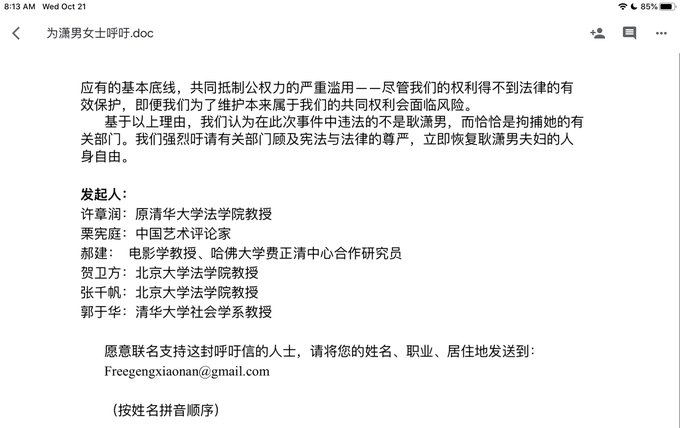 8:13 AM Wed Oct 21
85%
为潇男女士呼吁.doc
应有的基本底线，共同抵制公权力的严重滥用——尽管我们的权利得不到法律的有
效保护，即便我们为了维护本来属于我们的共同权利会面临风险。
基于以上理由，我们认为在此次事件中违法的不是耿潇男，而恰恰是拘捕她的有
关部门。我们强烈吁请有关部门顾及宪法与法律的尊严，立即恢复耿潇男夫妇的人
身自由。
发起人：
许章润：原清华大学法学院教授
栗宪庭：中国艺术评论家
郝建： 电影学教授、哈佛大学费正清中心合作研究员
贺卫方：北京大学法学院教授
张千帆：北京大学法学院教授
郭于华：清华大学社会学系教授
愿意联名支持这封呼吁信的人士，请将您的姓名、职业、居住地发送到：
Freegengxiaonan@gmail.com
（按姓名拼音顺序）